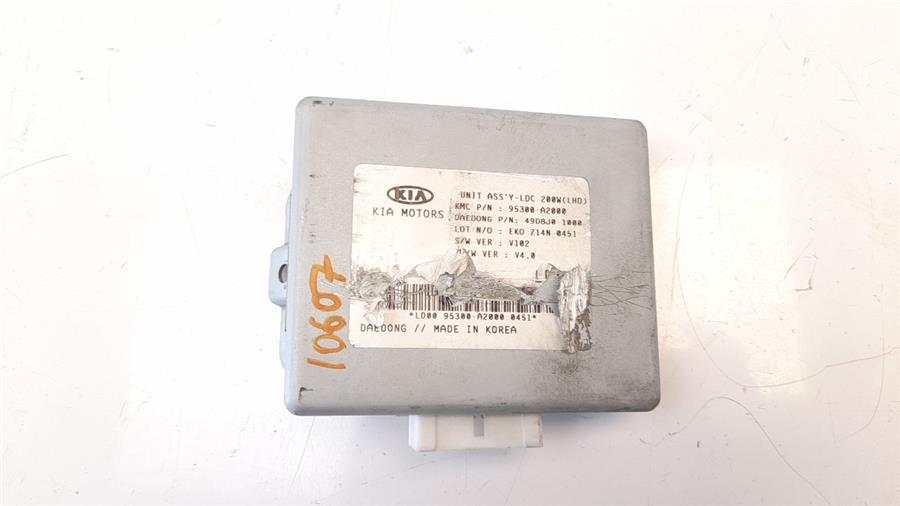 KIA
KIA MOTORS
UNIT ASS'Y-LDC 200W(LHD)
KMC P/N : 95300-A2000
DAEDONG P/N: 49D8J0 1000
LOT N/O : EKO Z14N 0451
S/W VER : V102
H/W VER : V4.0
*LD00 95300-A2000 0451*
DAEDONG // MADE IN KOREA
10607